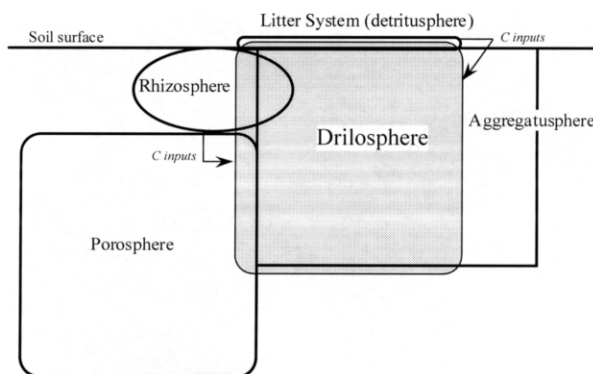 Litter System (detritusphere)
Soil surface
C inputs
Rhizosphere
Drilosphere
Aggregatusphere
C inputs
Porosphere